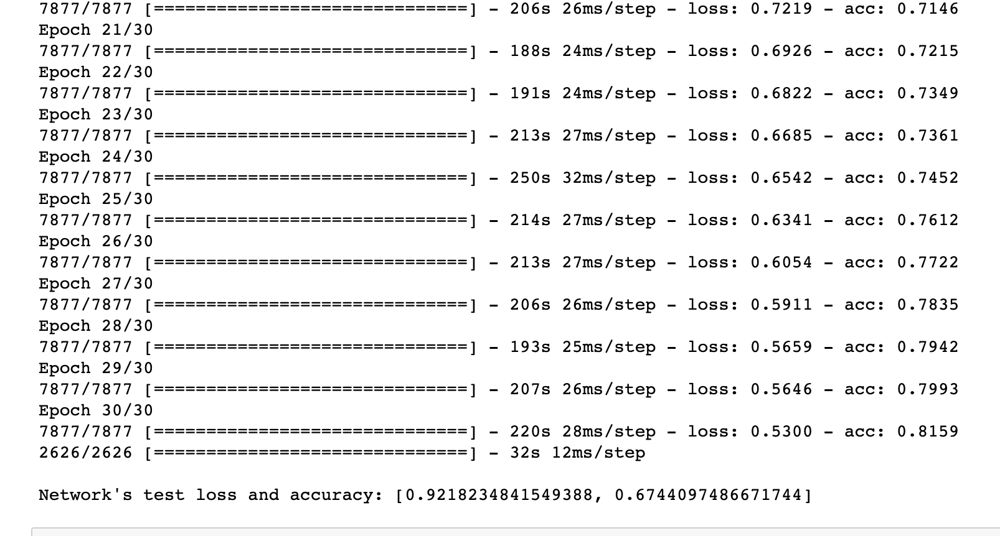 7877/7877 [==============================] - 206s 26ms/step - loss: 0.7219 - acc: 0.7146
Epoch 21/30
7877/7877 [==============================] - 188s 24ms/step - loss: 0.6926 - acc: 0.7215
Epoch 22/30
7877/7877 [==============================] - 191s 24ms/step - loss: 0.6822 - acc: 0.7349
Epoch 23/30
7877/7877 [==============================] - 213s 27ms/step - loss: 0.6685 - acc: 0.7361
Epoch 24/30
7877/7877 [==============================] - 250s 32ms/step - loss: 0.6542 - acc: 0.7452
Epoch 25/30
7877/7877 [==============================] - 214s 27ms/step - loss: 0.6341 - acc: 0.7612
Epoch 26/30
7877/7877 [==============================] - 213s 27ms/step - loss: 0.6054 - acc: 0.7722
Epoch 27/30
7877/7877 [==============================] - 206s 26ms/step - loss: 0.5911 - acc: 0.7835
Epoch 28/30
7877/7877 [==============================] - 193s 25ms/step - loss: 0.5659 - acc: 0.7942
Epoch 29/30
7877/7877 [==============================] - 207s 26ms/step - loss: 0.5646 - acc: 0.7993
Epoch 30/30
7877/7877 [==============================] - 220s 28ms/step - loss: 0.5300 - acc: 0.8159
2626/2626 [==============================] - 32s 12ms/step
Network's test loss and accuracy: [0.9218234841549388, 0.6744097486671744]